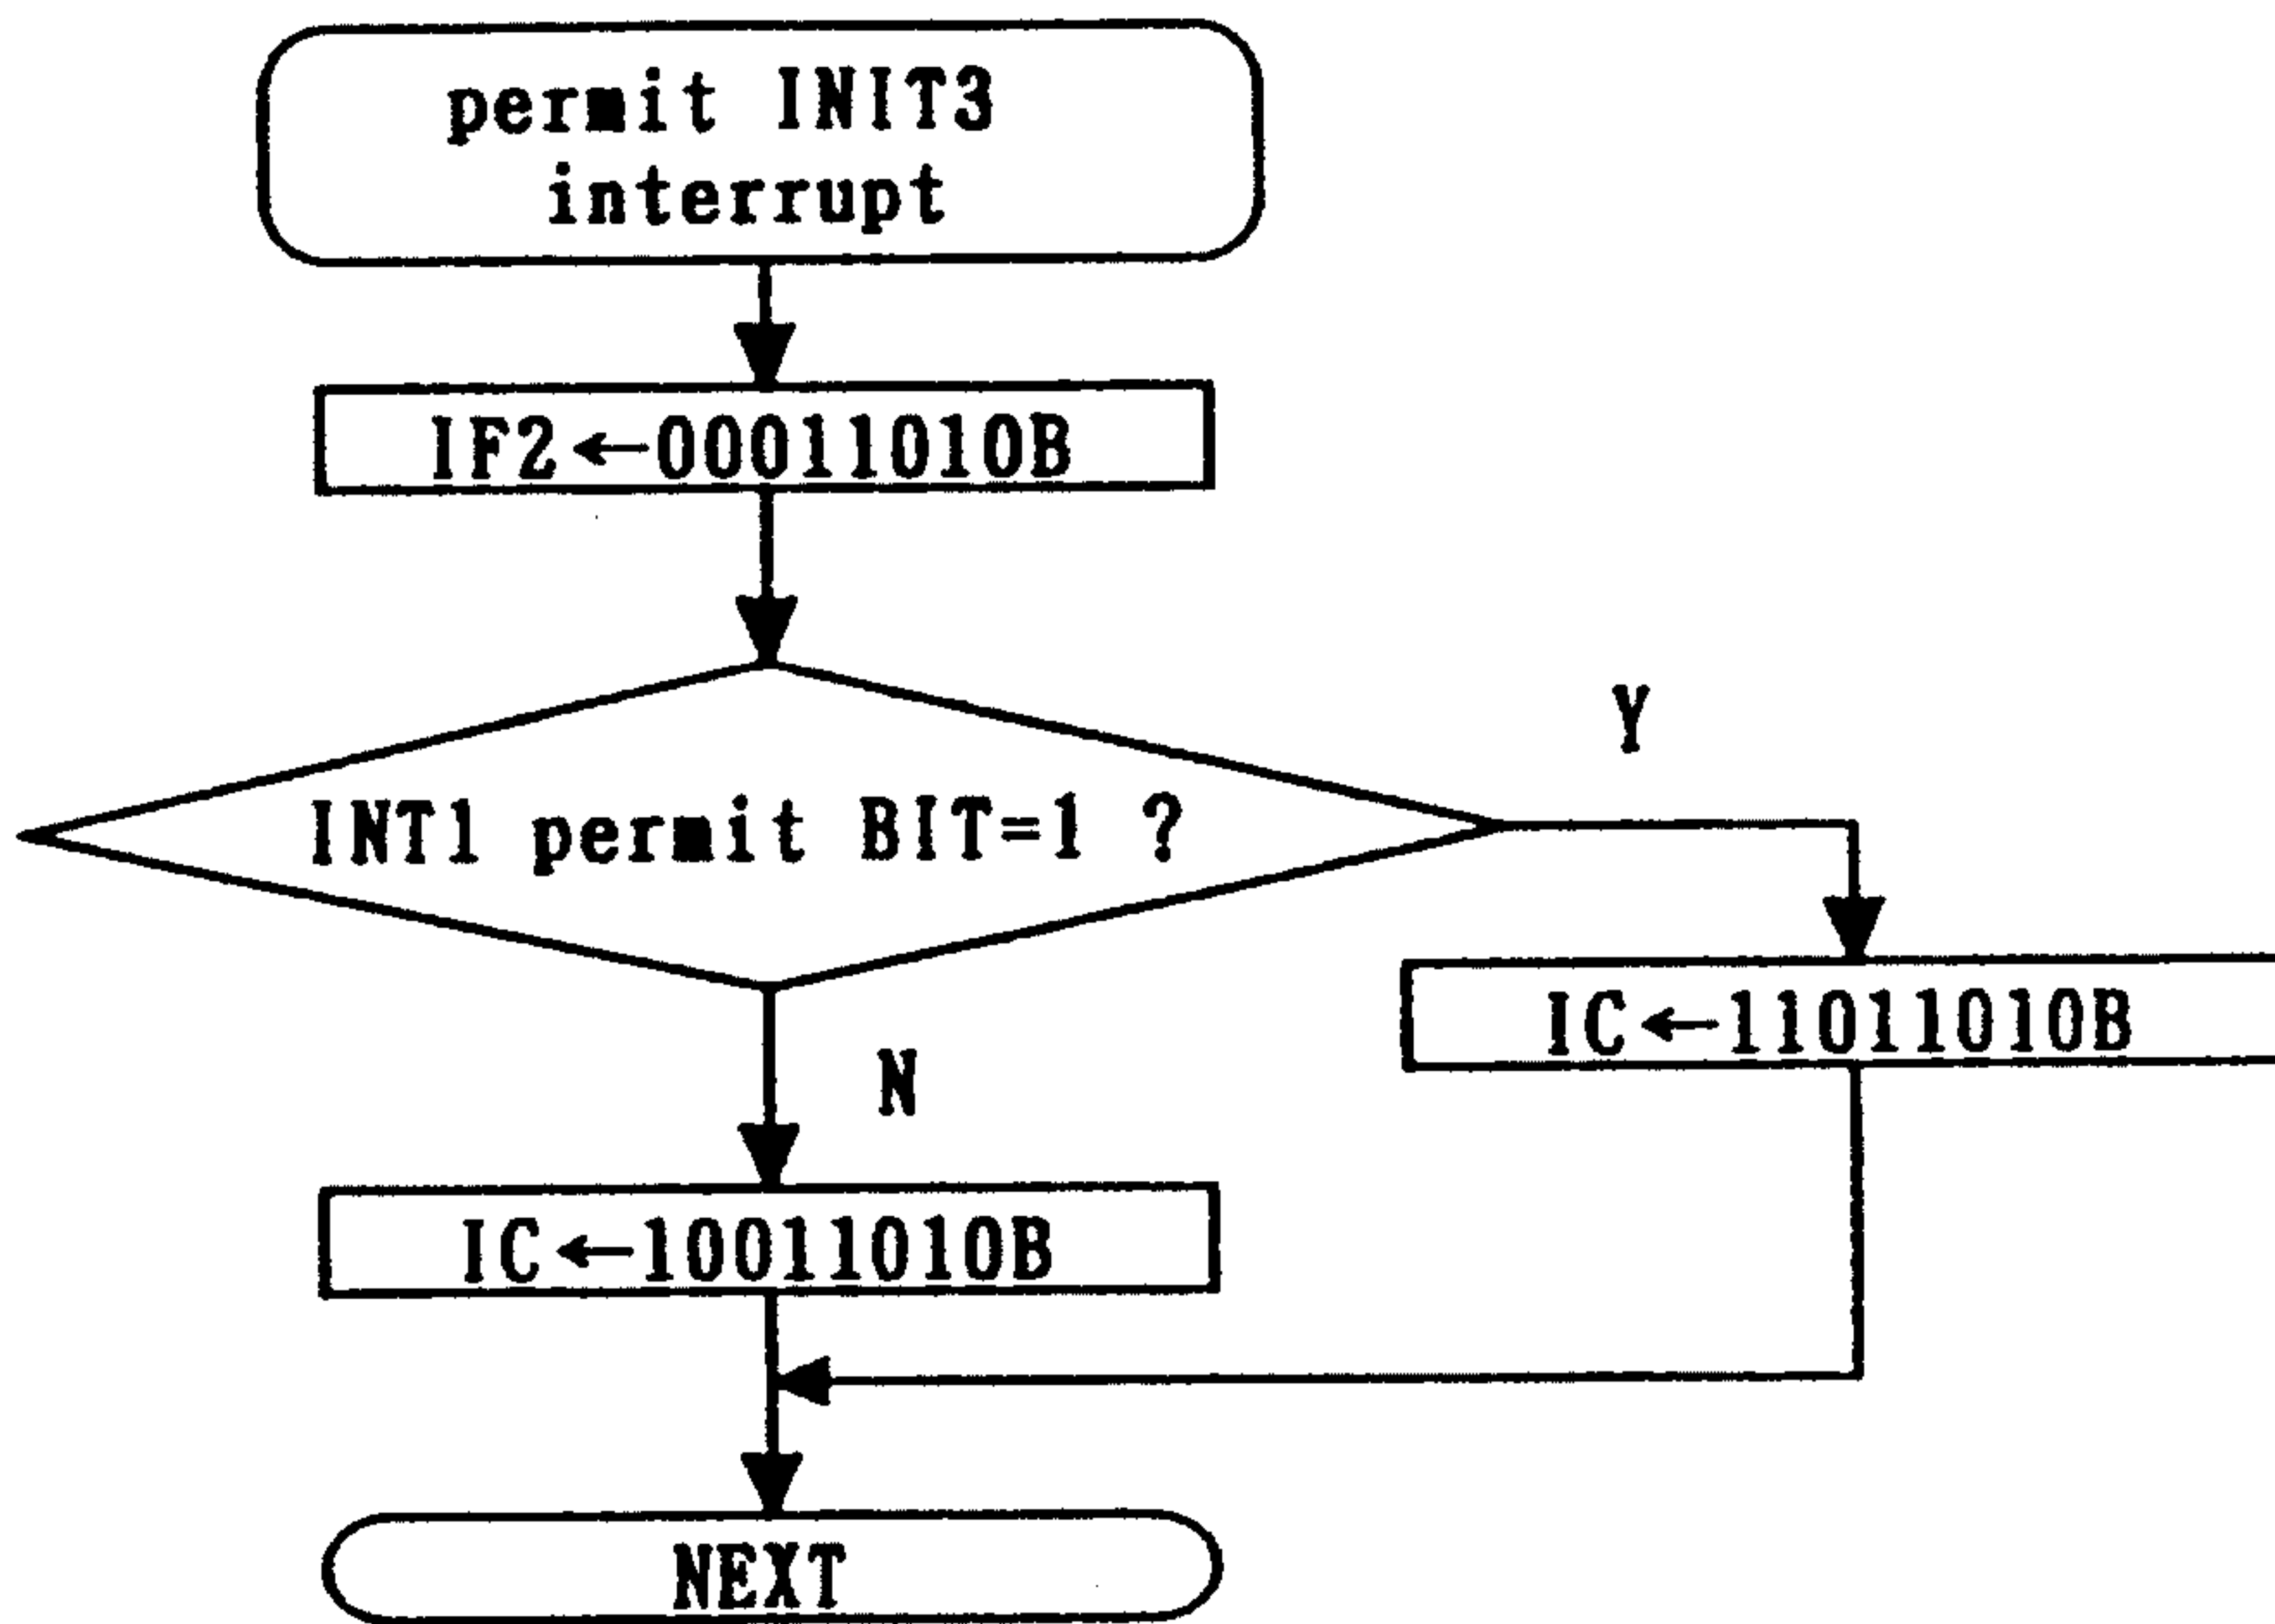 permit INIT3
interrupt
IF2←00011010B
INT1 permit BIT=1 ?
Y
IC←11011010B
N
IC←10011010B
NEXT